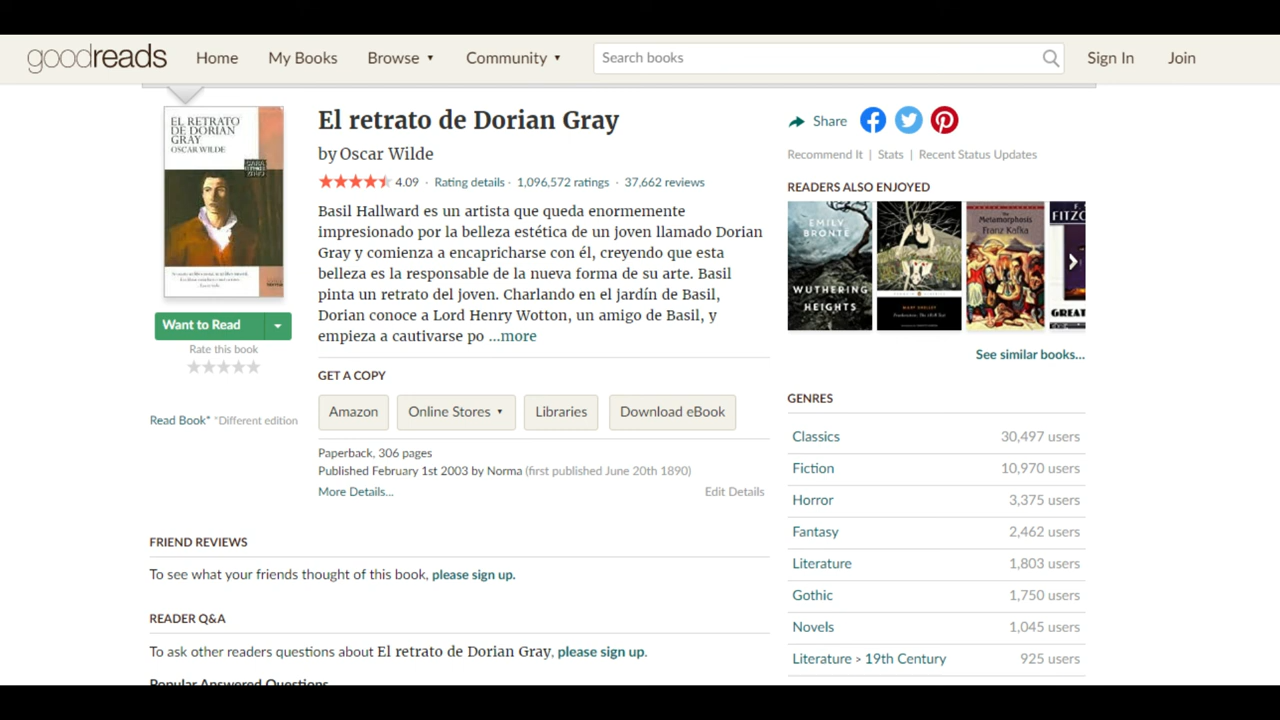 goodreads Home My Books Browse ▾ Community ▾ Search books Sign In Join
EL RETRATO
DE DORIAN
GRAY
OSCAR WILDE
Want to Read
Rate this book
Read Book* *Different edition
El retrato de Dorian Gray
by Oscar Wilde
4.09 · Rating details · 1,096,572 ratings · 37,662 reviews
Basil Hallward es un artista que queda enormemente
impresionado por la belleza estética de un joven llamado Dorian
Gray y comienza a encapricharse con él, creyendo que esta
belleza es la responsable de la nueva forma de su arte. Basil
pinta un retrato del joven. Charlando en el jardín de Basil,
Dorian conoce a Lord Henry Wotton, un amigo de Basil, y
empieza a cautivarse po ...more
GET A COPY
Amazon Online Stores ▾ Libraries Download eBook
Paperback, 306 pages
Published February 1st 2003 by Norma (first published June 20th 1890)
More Details... Edit Details
FRIEND REVIEWS
To see what your friends thought of this book, please sign up.
READER Q&A
To ask other readers questions about El retrato de Dorian Gray, please sign up.
Popular Answered Questions
Share
Recommend It | Stats | Recent Status Updates
READERS ALSO ENJOYED
EMILY
BRONTË
WUTHERING
HEIGHTS
The
Metamorphosis
Franz Kafka
FITZ
GREAT
See similar books…
GENRES
Classics 30,497 users
Fiction 10,970 users
Horror 3,375 users
Fantasy 2,462 users
Literature 1,803 users
Gothic 1,750 users
Novels 1,045 users
Literature > 19th Century 925 users